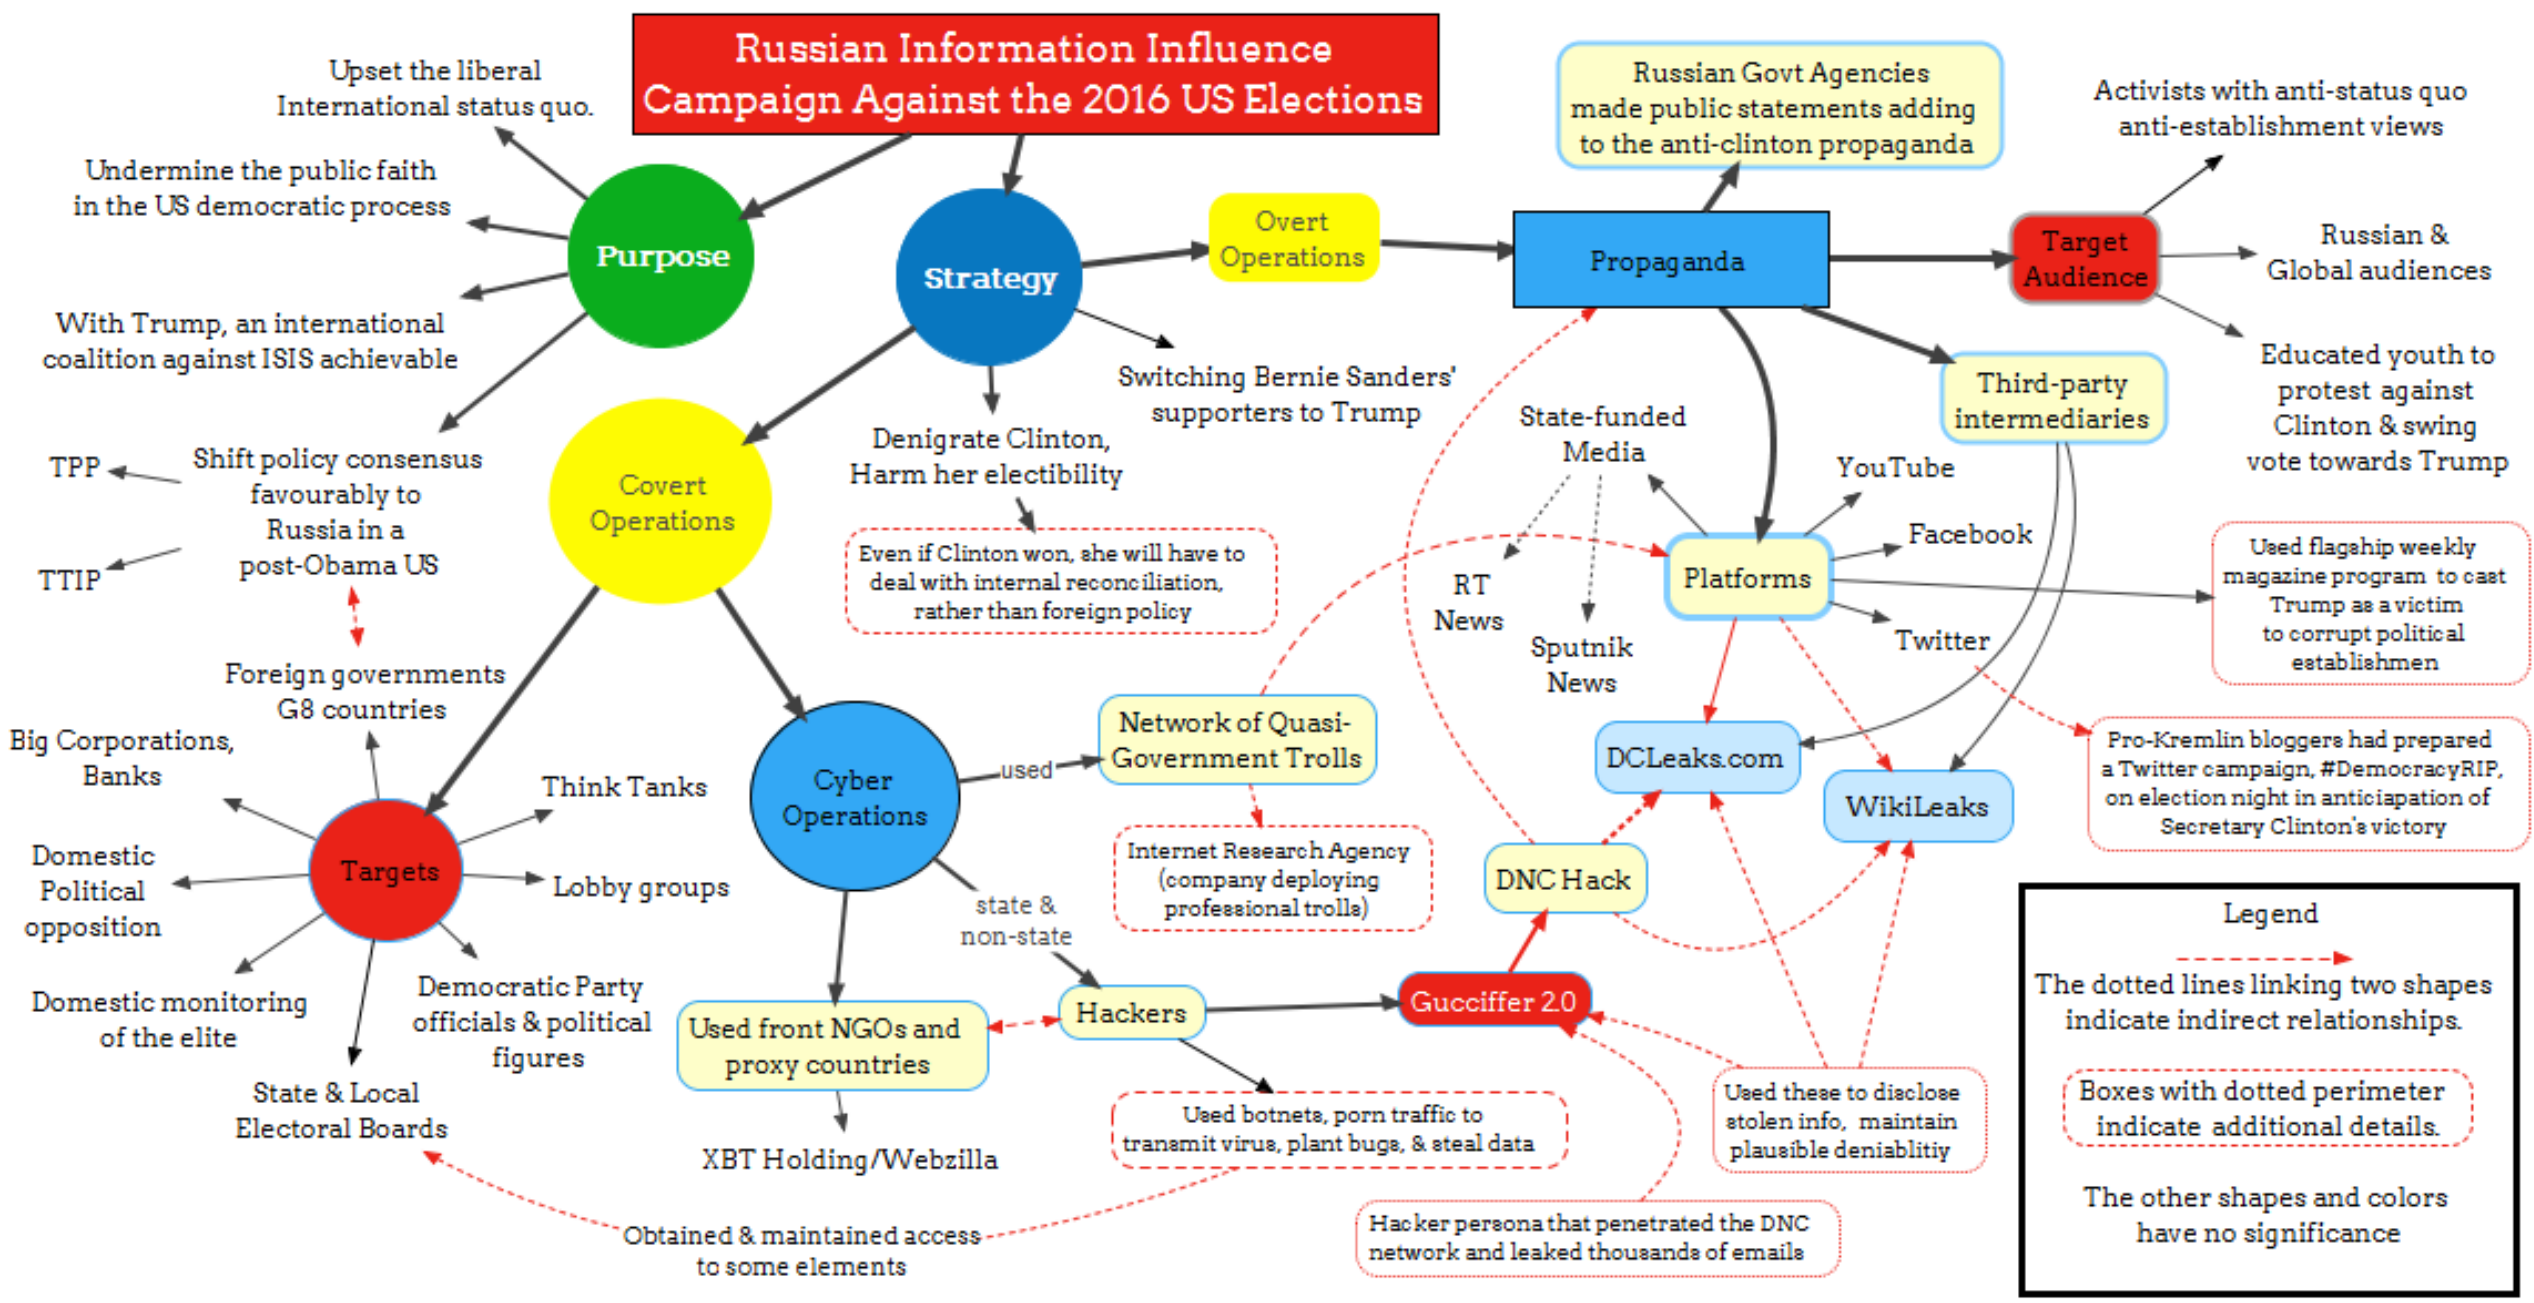 Russian Information Influence
Campaign Against the 2016 US Elections
Upset the liberal
International status quo.
Undermine the public faith
in the US democratic process
With Trump, an international
coalition against ISIS achievable
Shift policy consensus
favourably to
Russia in a
post-Obama US
TPP
TTIP
Purpose
Strategy
Overt
Operations
Propaganda
Russian Govt Agencies
made public statements adding
to the anti-clinton propaganda
Target
Audience
Activists with anti-status quo
anti-establishment views
Russian &
Global audiences
Educated youth to
protest against
Clinton & swing
vote towards Trump
Third-party
intermediaries
Switching Bernie Sanders'
supporters to Trump
Denigrate Clinton,
Harm her electibility
Even if Clinton won, she will have to
deal with internal reconciliation,
rather than foreign policy
Covert
Operations
State-funded
Media
RT
News
Sputnik
News
Platforms
YouTube
Facebook
Twitter
Used flagship weekly
magazine program to cast
Trump as a victim
to corrupt political
establishmen
Pro-Kremlin bloggers had prepared
a Twitter campaign, #DemocracyRIP,
on election night in anticiapation of
Secretary Clinton's victory
DCLeaks.com
WikiLeaks
Foreign governments
G8 countries
Big Corporations,
Banks
Think Tanks
Domestic
Political
opposition
Targets
Lobby groups
Domestic monitoring
of the elite
Democratic Party
officials & political
figures
State & Local
Electoral Boards
Cyber
Operations
used
Network of Quasi-
Government Trolls
Internet Research Agency
(company deploying
professional trolls)
state &
non-state
Hackers
Used front NGOs and
proxy countries
XBT Holding/Webzilla
Used botnets, porn traffic to
transmit virus, plant bugs, & steal data
Obtained & maintained access
to some elements
Gucciffer 2.0
DNC Hack
Used these to disclose
stolen info, maintain
plausible deniablitiy
Hacker persona that penetrated the DNC
network and leaked thousands of emails
Legend
The dotted lines linking two shapes
indicate indirect relationships.
Boxes with dotted perimeter
indicate additional details.
The other shapes and colors
have no significance